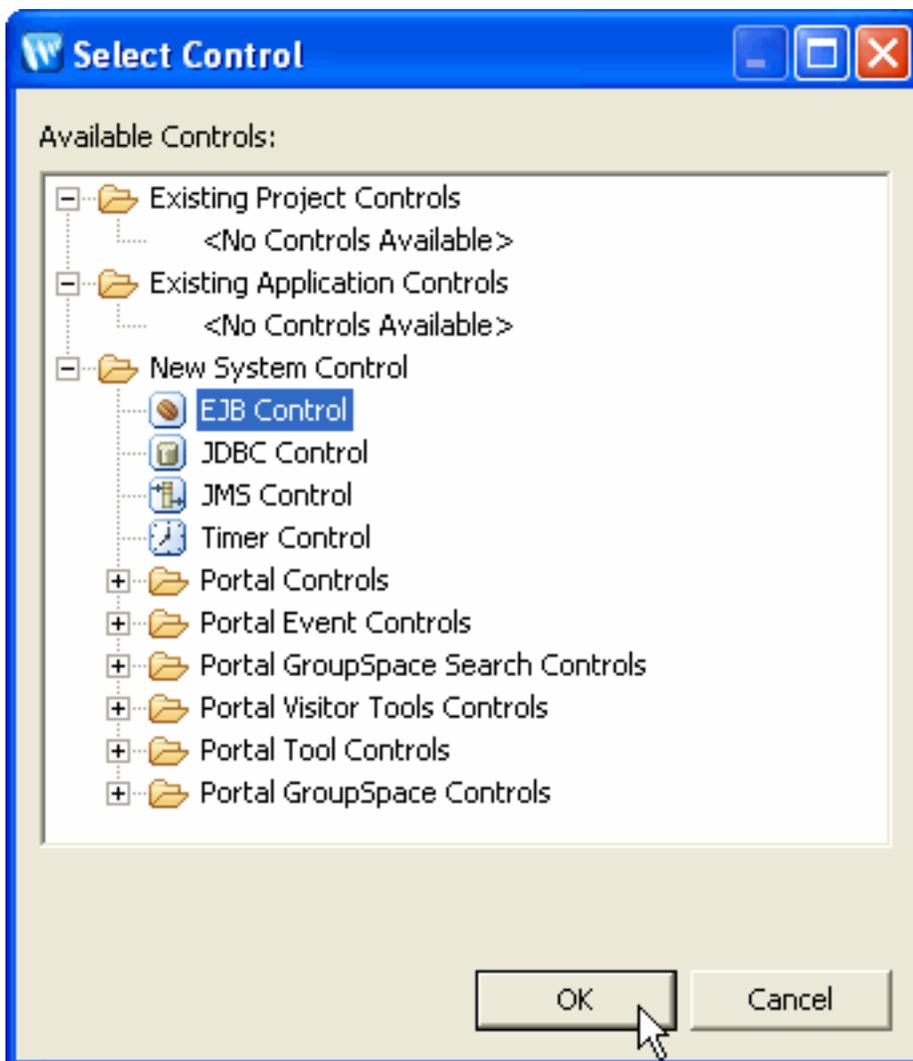 Select Control
Available Controls:
Existing Project Controls
<No Controls Available>
Existing Application Controls
<No Controls Available>
New System Control
EJB Control
JDBC Control
JMS Control
Timer Control
Portal Controls
Portal Event Controls
Portal GroupSpace Search Controls
Portal Visitor Tools Controls
Portal Tool Controls
Portal GroupSpace Controls
OK Cancel